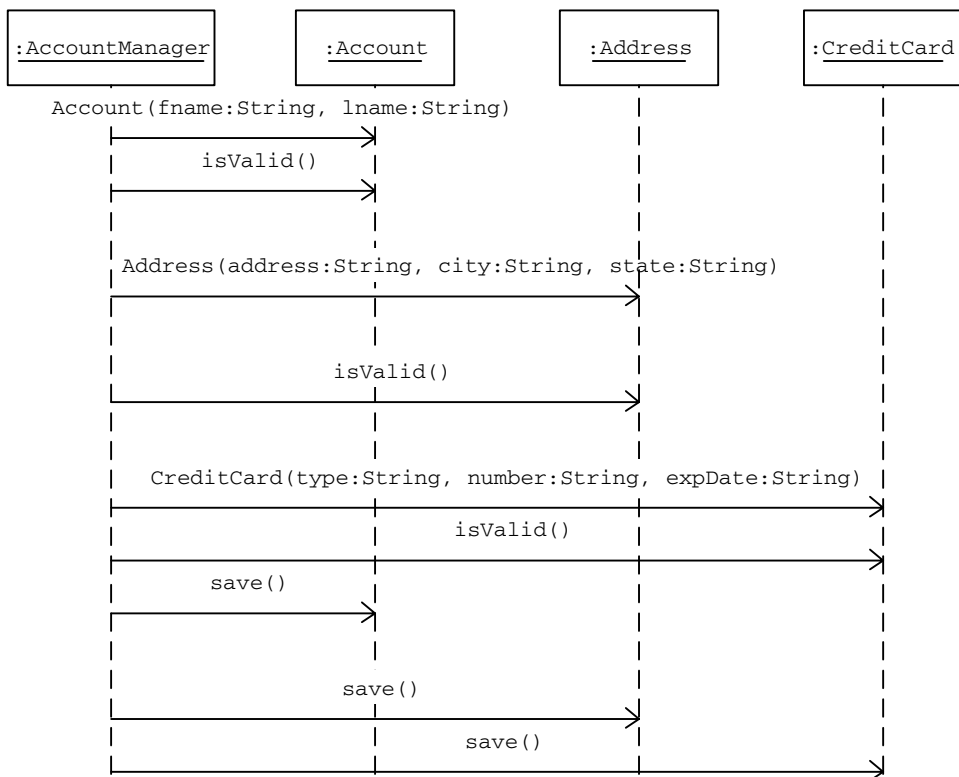 :AccountManager :Account :Address :CreditCard
Account(fname:String, lname:String)
isValid()
Address(address:String, city:String, state:String)
isValid()
CreditCard(type:String, number:String, expDate:String)
isValid()
save()
save()
save()